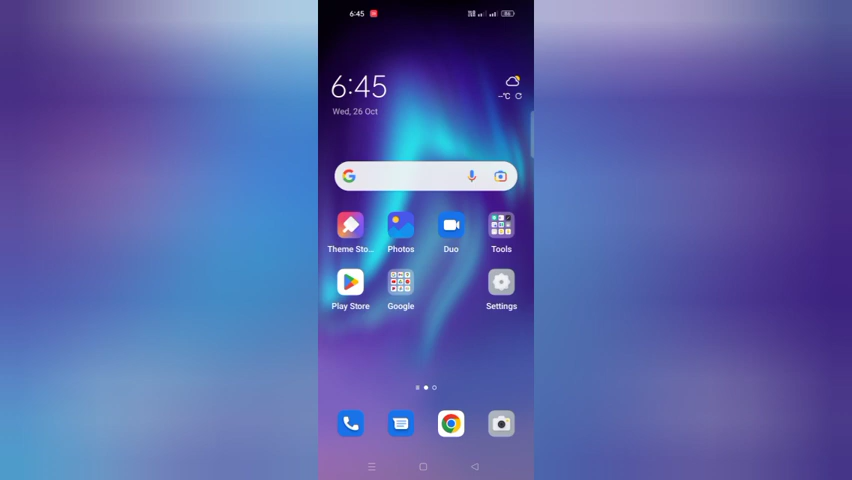 6:45
6:45
Wed, 26 Oct
--°C
Theme Sto...
Photos
Duo
Tools
Play Store
Google
Settings